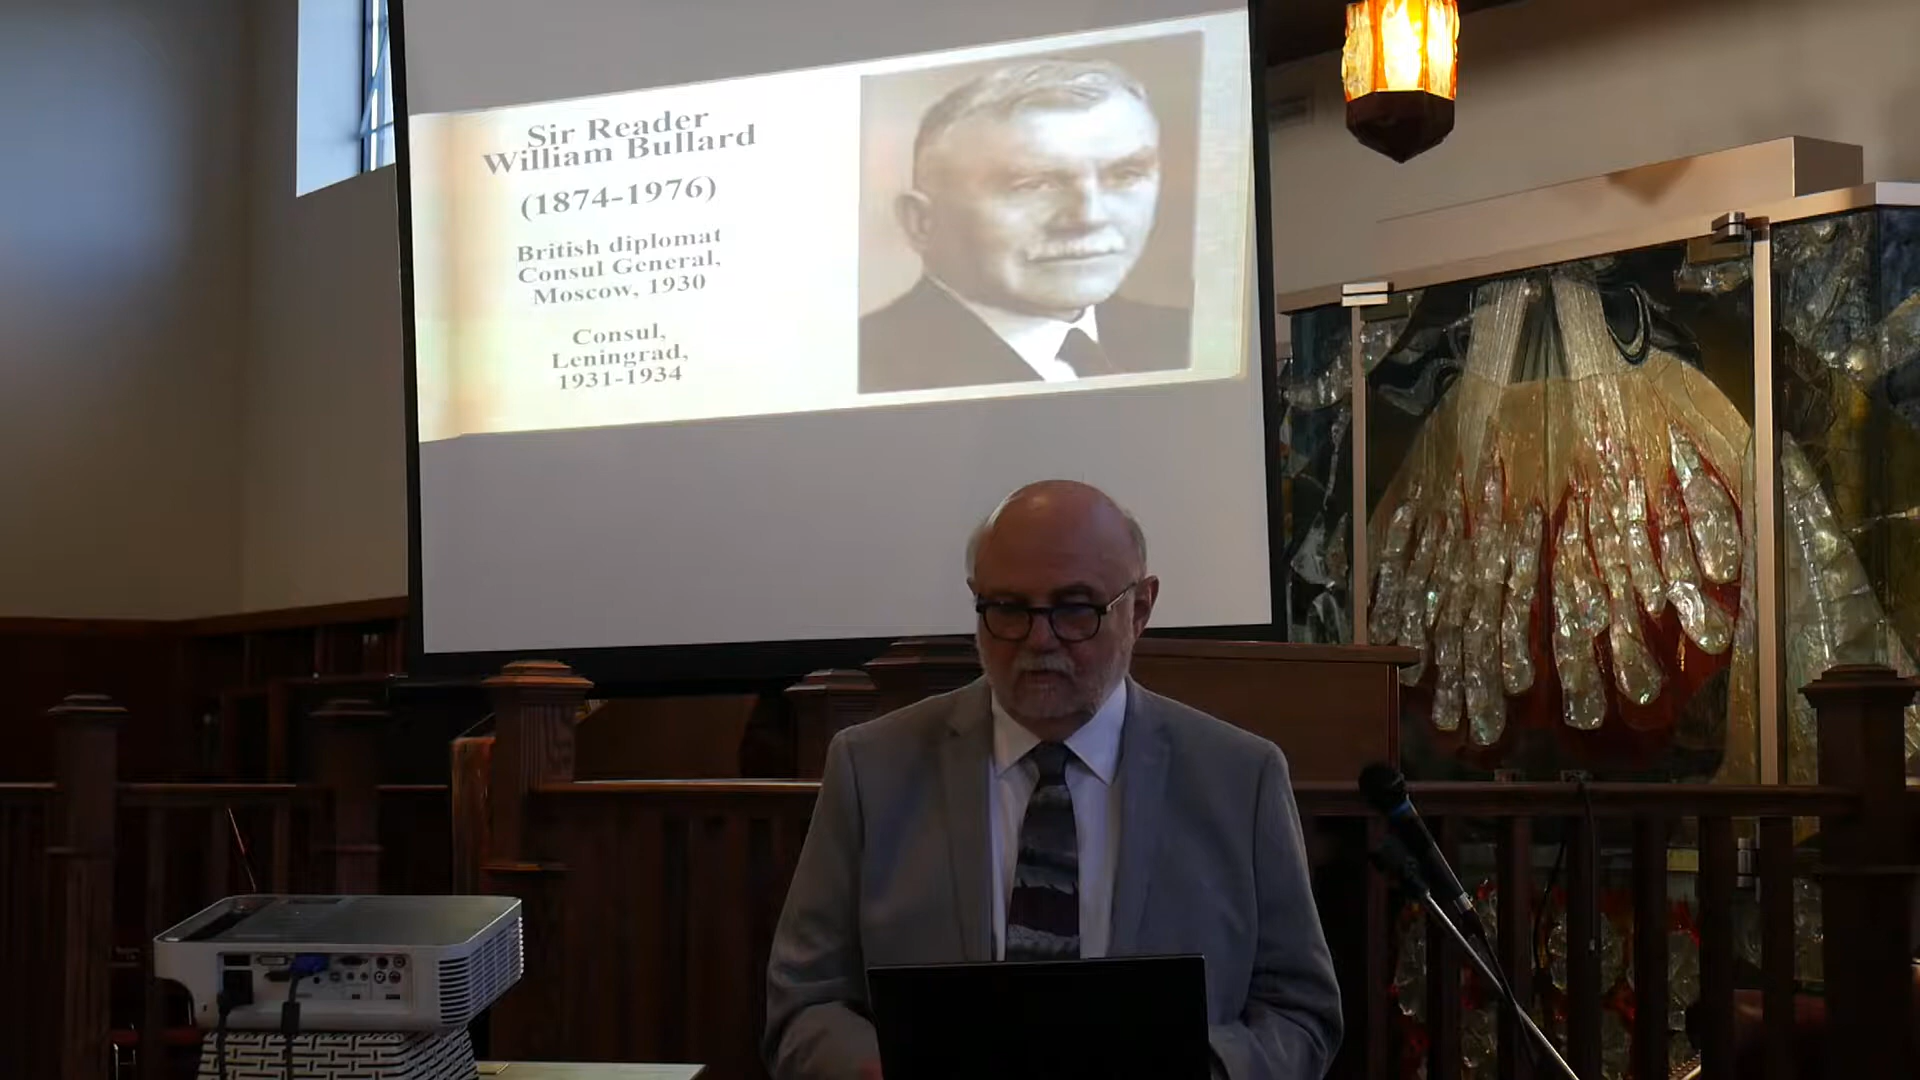 Sir Reader
William Bullard
(1874-1976)
British diplomat
Consul General,
Moscow, 1930
Consul,
Leningrad,
1931-1934